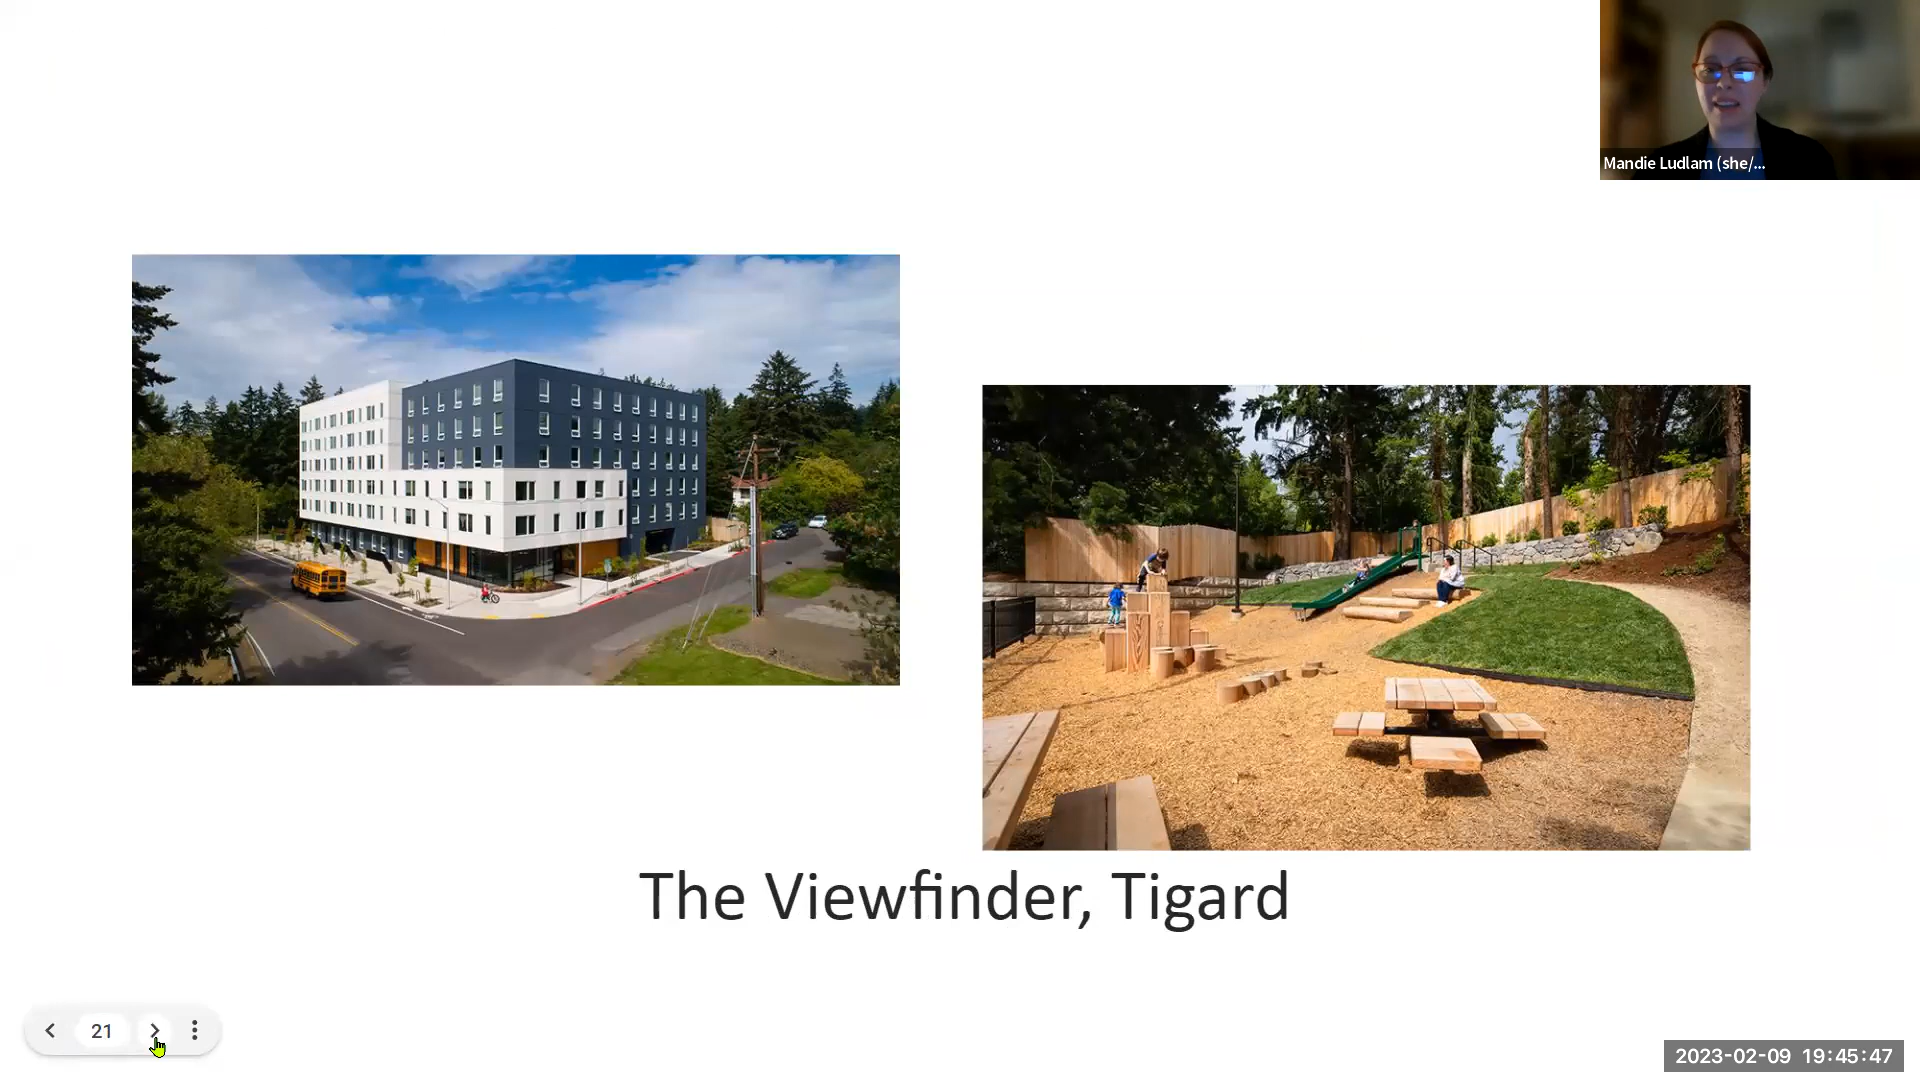 Mandie Ludlam (she/...
The Viewfinder, Tigard
21
2023-02-09 19:45:47